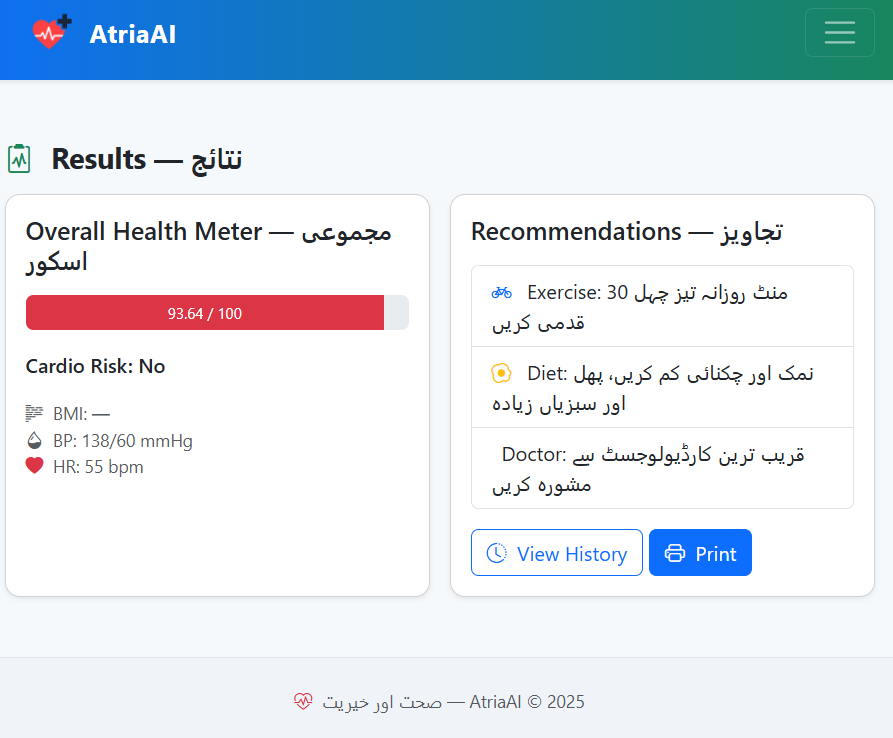 AtriaAI
Results — نتائج
Overall Health Meter — مجموعی
اسکور
93.64 / 100
Cardio Risk: No
BMI: —
BP: 138/60 mmHg
HR: 55 bpm
Recommendations — تجاویز
Exercise: 30 منٹ روزانہ تیز چہل
قدمی کریں
Diet: نمک اور چکنائی کم کریں، پھل
اور سبزیاں زیادہ
Doctor: قریب ترین کارڈیولوجسٹ سے
مشورہ کریں
View History
Print
صحت اور خیریت — AtriaAI © 2025